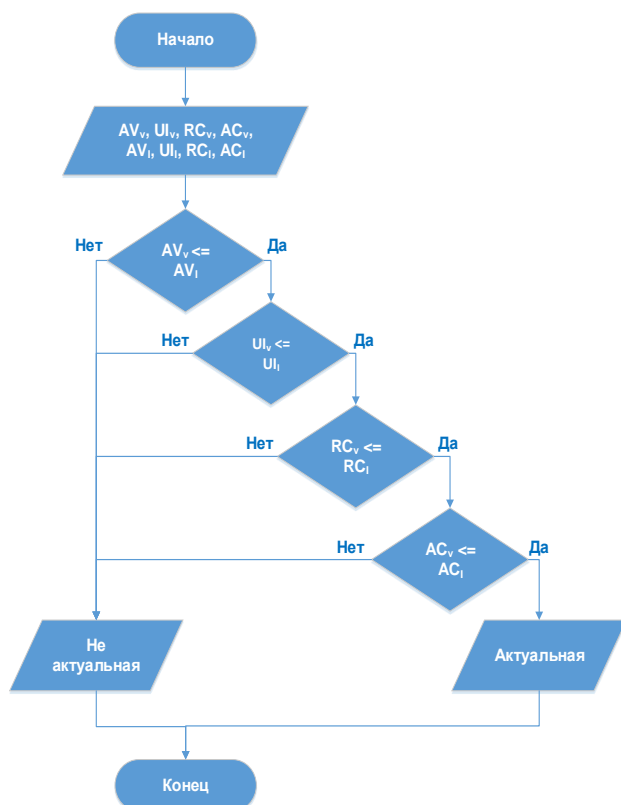 Начало
AVᵥ, UIᵥ, RCᵥ, ACᵥ,
AVₗ, UIₗ, RCₗ, ACₗ
Нет
Да
AVᵥ <=
AVₗ
Нет
Да
UIᵥ <=
UIₗ
Нет
Да
RCᵥ <=
RCₗ
Нет
Да
ACᵥ <=
ACₗ
Не
актуальная
Актуальная
Конец